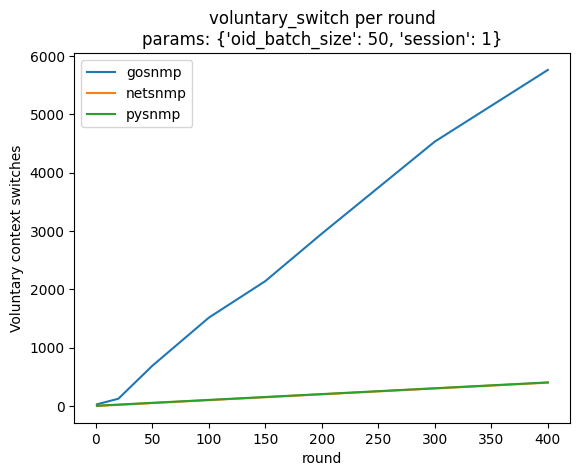 voluntary_switch per round
params: {'oid_batch_size': 50, 'session': 1}
gosnmp
netsnmp
pysnmp
Voluntary context switches
6000
5000
4000
3000
2000
1000
0
0 50 100 150 200 250 300 350 400
round